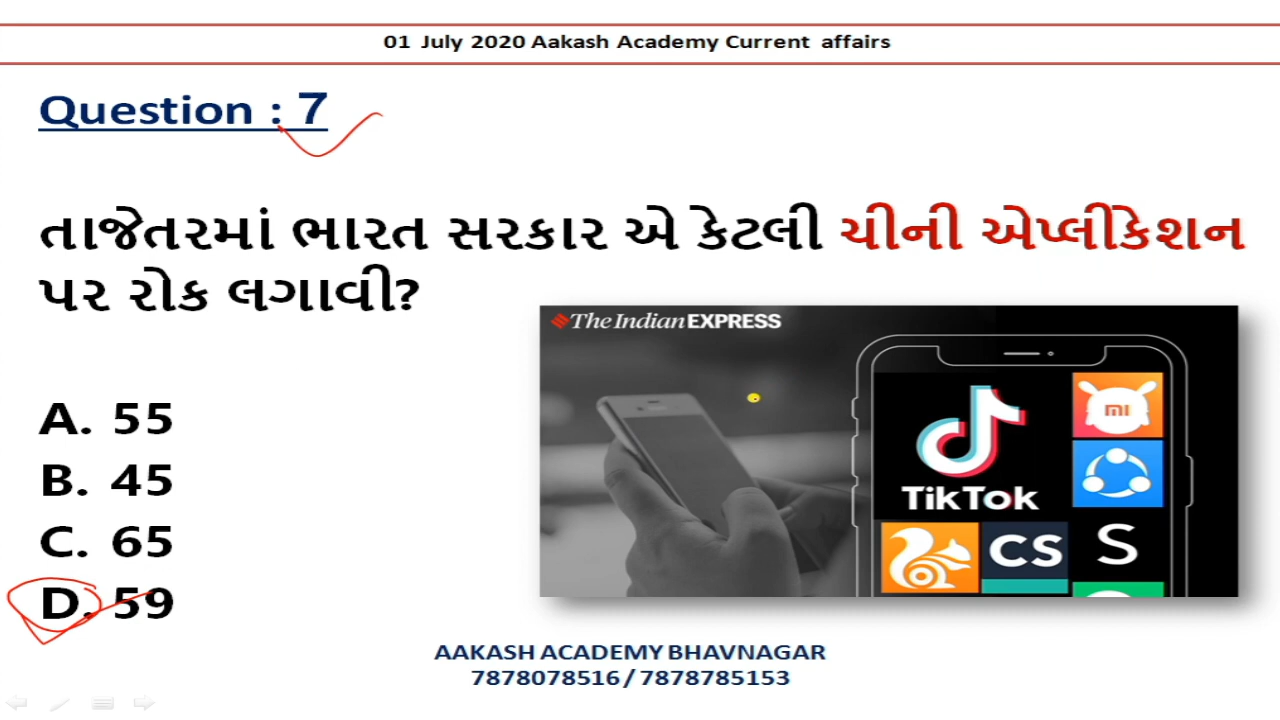 01 July 2020 Aakash Academy Current affairs
Question : 7
તાજેતરમાં ભારત સરકાર એ કેટલી ચીની એપ્લીકેશન
પર રોક લગાવી?
The Indian EXPRESS
A. 55
B. 45
C. 65
D. 59
TikTok
mi
CS
S
AAKASH ACADEMY BHAVNAGAR
7878078516 / 7878785153